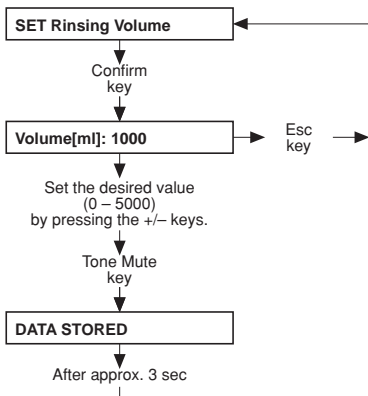 SET Rinsing Volume
Confirm
key
Volume[ml]: 1000
Esc
key
Set the desired value
(0 – 5000)
by pressing the +/– keys.
Tone Mute
key
DATA STORED
After approx. 3 sec